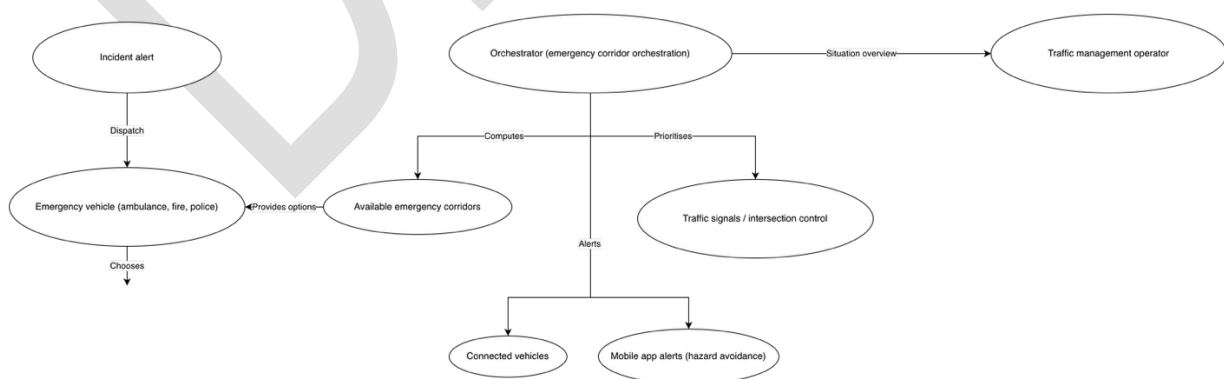 Incident alert
Orchestrator (emergency corridor orchestration)
Situation overview
Traffic management operator
Dispatch
Computes
Prioritises
Emergency vehicle (ambulance, fire, police)
Provides options
Available emergency corridors
Traffic signals / intersection control
Alerts
Chooses
Connected vehicles
Mobile app alerts (hazard avoidance)